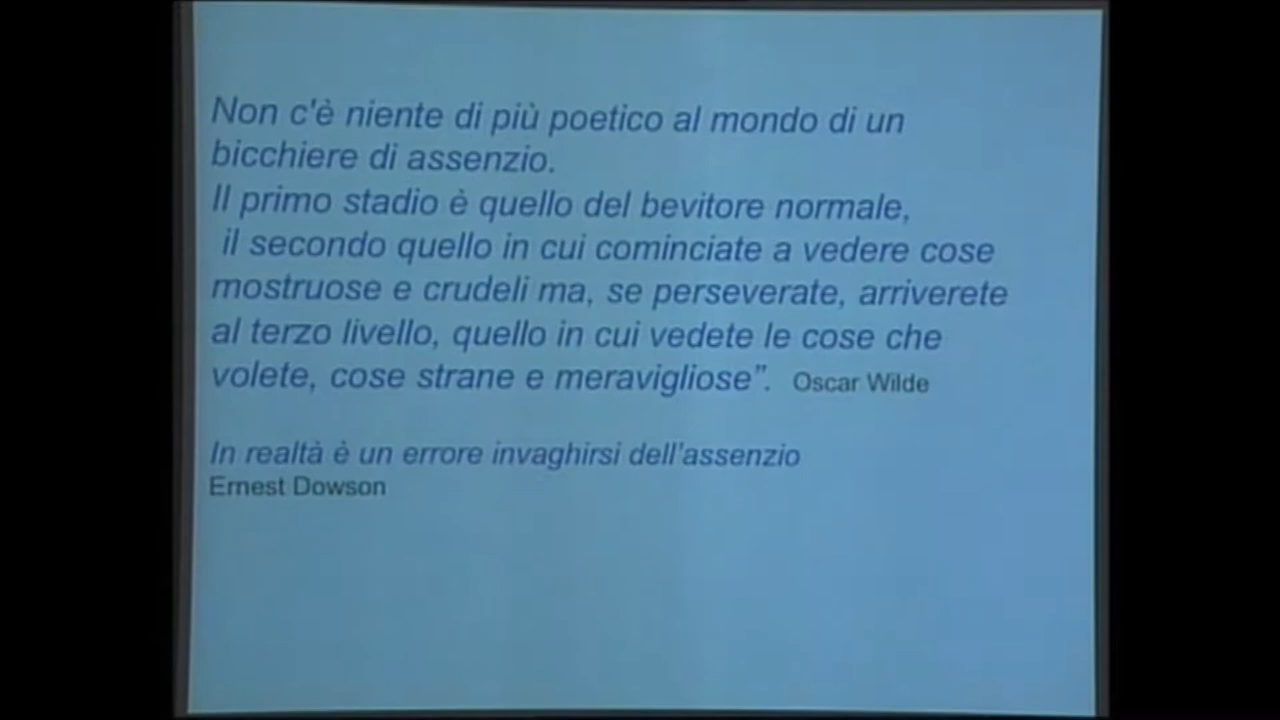 Non c'è niente di più poetico al mondo di un
bicchiere di assenzio.
Il primo stadio è quello del bevitore normale,
il secondo quello in cui cominciate a vedere cose
mostruose e crudeli ma, se perseverate, arriverete
al terzo livello, quello in cui vedete le cose che
volete, cose strane e meravigliose”. Oscar Wilde
In realtà è un errore invaghirsi dell'assenzio
Ernest Dowson